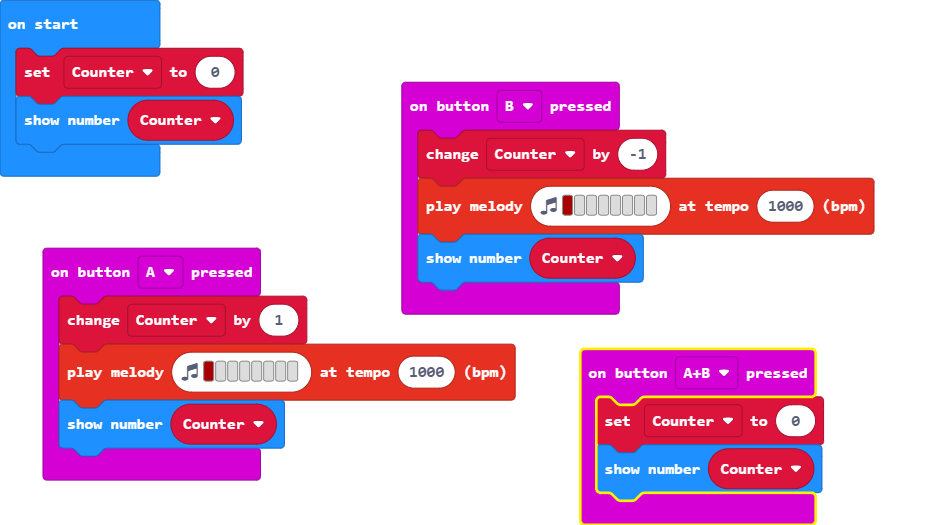 on start
set Counter to 0
show number Counter
on button B pressed
change Counter by -1
play melody at tempo 1000 (bpm)
show number Counter
on button A pressed
change Counter by 1
play melody at tempo 1000 (bpm)
show number Counter
on button A+B pressed
set Counter to 0
show number Counter